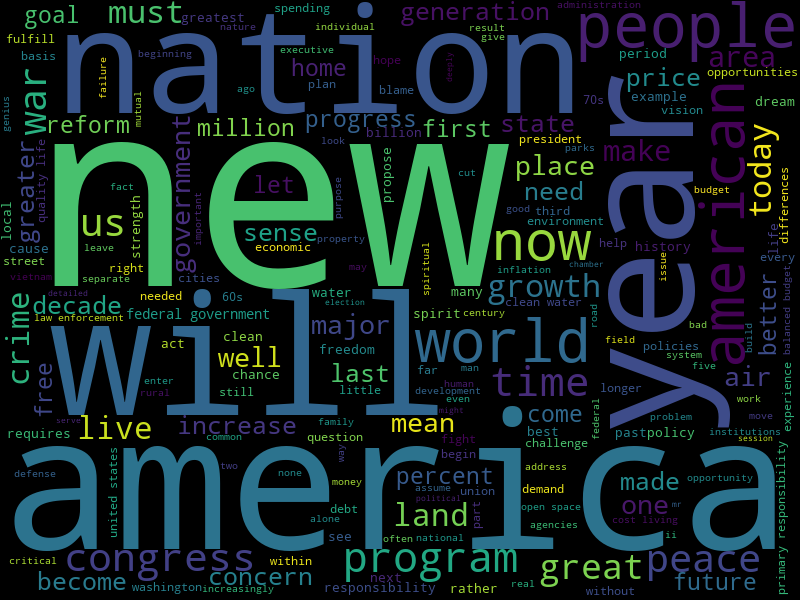 goal must greatest spending individual generation result give administration people
fulfill basis nation nature beginning executive home plan hope deeply period area
genius war failure mutual ago blame 70s price example vision opportunities dream
reform million progress billion first state president parks make
local greater quality life government new look propose cut place year american today differences
street cause us fact strength let purpose important need good third environment budget
leave sense economic property now help history life every
vietnam separate right cities may spiritual inflation chamber issue
detailed needed 60s water many growth road better balanced budget
crime decade law enforcement federal government election spirit century clean water bad build
will act clean major freedom world man field policies system
free enter well chance last far human time longer five air work experience
rural still little development even come move
requires serve live increase family might mean best federal problem institutions
common question fight challenge past policy session
america defense two none way begin address made opportunity primary responsibility
united states money assume percent union demand one mr
debt alone political part land open space cost living
critical congress within see often national agencies ii
washington become increasingly concern responsibility next program rather real great without peace future